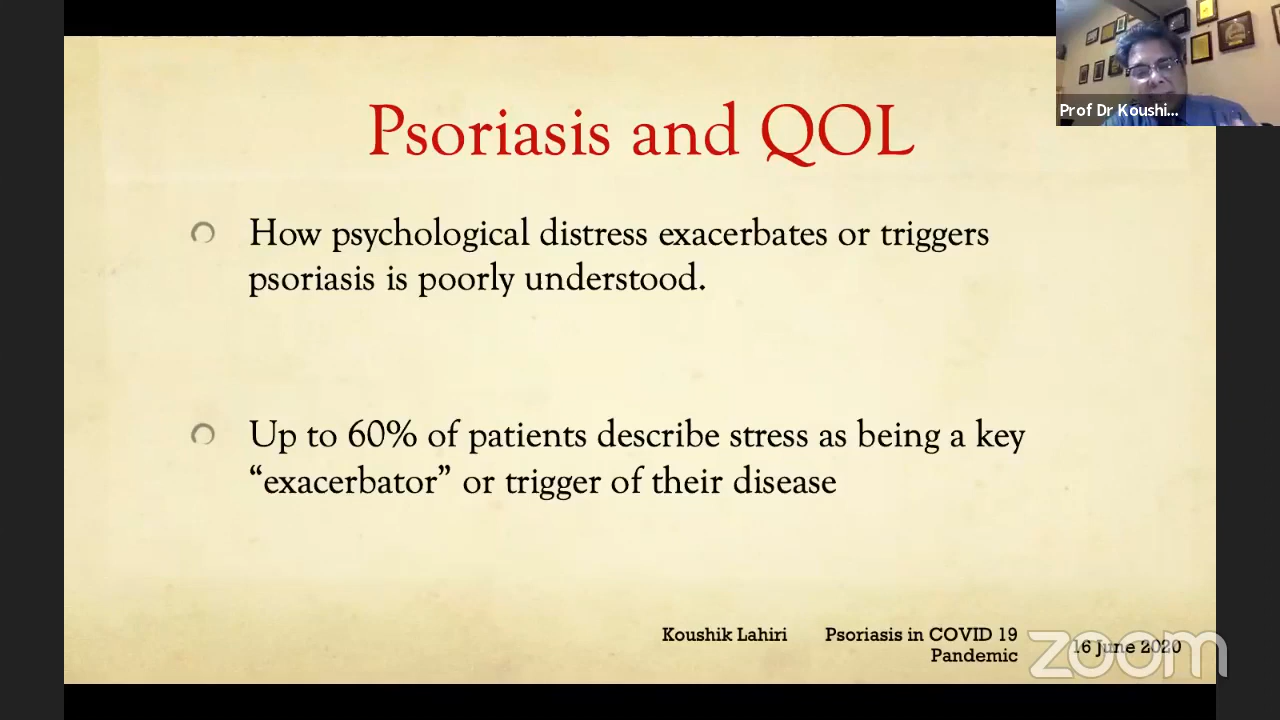 Prof Dr Koushi...
Psoriasis and QOL
How psychological distress exacerbates or triggers
psoriasis is poorly understood.
Up to 60% of patients describe stress as being a key
“exacerbator” or trigger of their disease
Koushik Lahiri
Psoriasis in COVID 19
Pandemic
16 June 2020
zoom